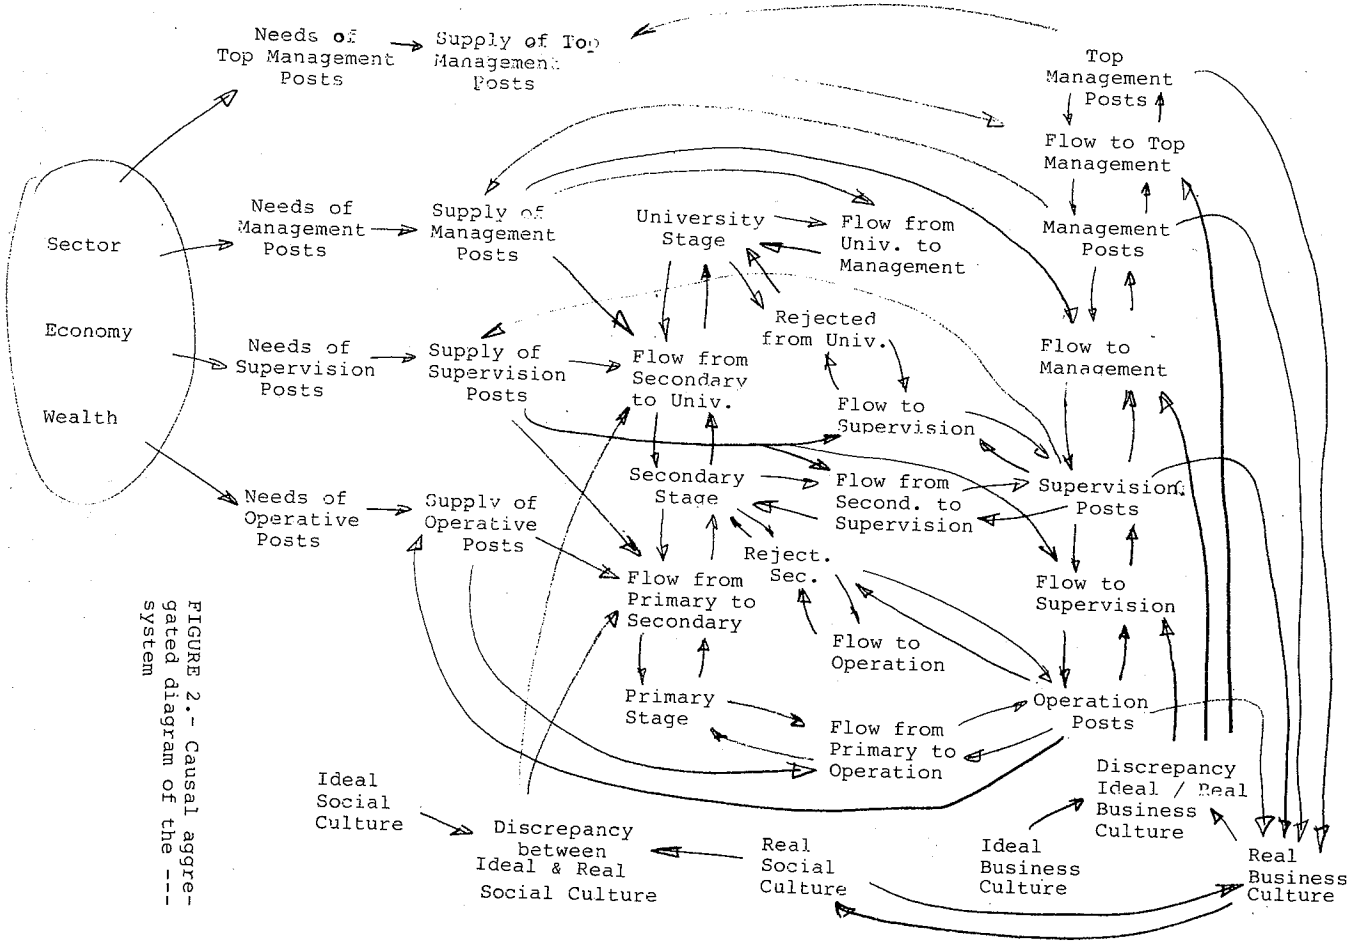 Needs of
Top Management
Posts
Supply of Top
Management
Posts
Top
Management
Posts
Flow to Top
Management
Sector
Economy
Wealth
Needs of
Management
Posts
Supply of
Management
Posts
University
Stage
Flow from
Univ. to
Management
Management
Posts
Rejected
from Univ.
Needs of
Supervision
Posts
Supply of
Supervision
Posts
Flow from
Secondary
to Univ.
Flow to
Management
Flow to
Supervision
Needs of
Operative
Posts
Supply of
Operative
Posts
Secondary
Stage
Flow from
Second. to
Supervision
Supervision
Posts
Reject.
Sec.
Flow from
Primary to
Secondary
Flow to
Supervision
Flow to
Operation
Primary
Stage
Flow from
Primary to
Operation
Operation
Posts
Ideal
Social
Culture
Discrepancy
between
Ideal & Real
Social Culture
Real
Social
Culture
Ideal
Business
Culture
Discrepancy
Ideal / Real
Business
Culture
Real
Business
Culture
FIGURE 2.- Causal aggre-
gated diagram of the ---
system